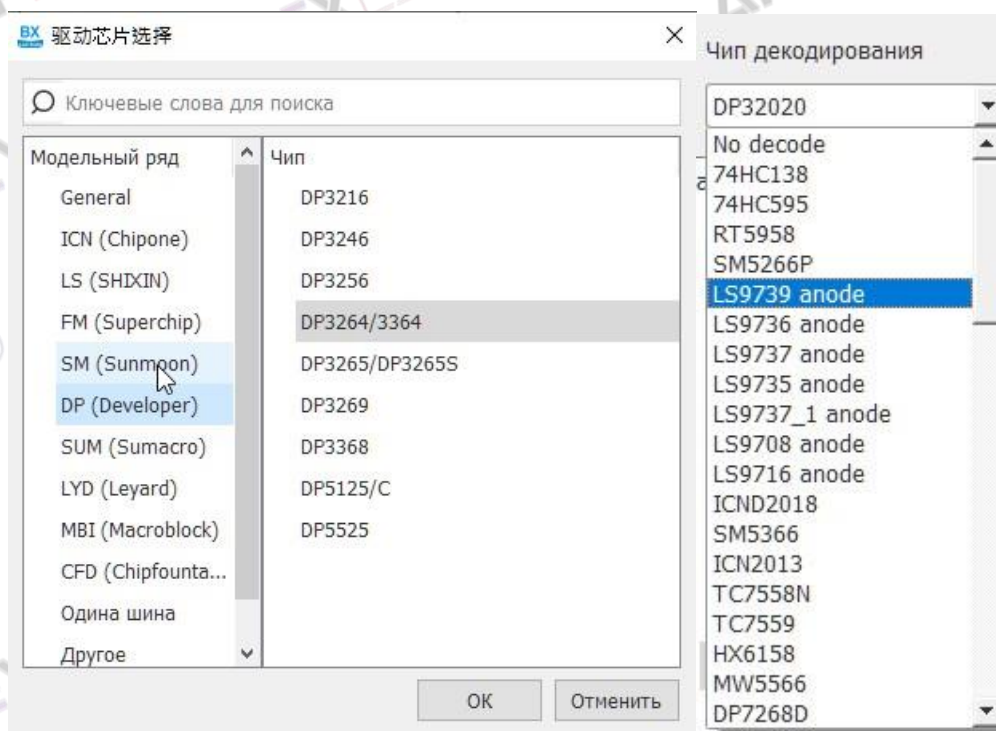 BX 驱动芯片选择
Ключевые слова для поиска
Модельный ряд
General
ICN (Chipone)
LS (SHIXIN)
FM (Superchip)
SM (Sunmoon)
DP (Developer)
SUM (Sumacro)
LYD (Leyard)
MBI (Macroblock)
CFD (Chipfounta...
Одина шина
Другое
Чип
DP3216
DP3246
DP3256
DP3264/3364
DP3265/DP3265S
DP3269
DP3368
DP5125/C
DP5525
OK
Отменить
Чип декодирования
DP32020
No decode
74HC138
74HC595
RT5958
SM5266P
LS9739 anode
LS9736 anode
LS9737 anode
LS9735 anode
LS9737_1 anode
LS9708 anode
LS9716 anode
ICND2018
SM5366
ICN2013
TC7558N
TC7559
HX6158
MW5566
DP7268D